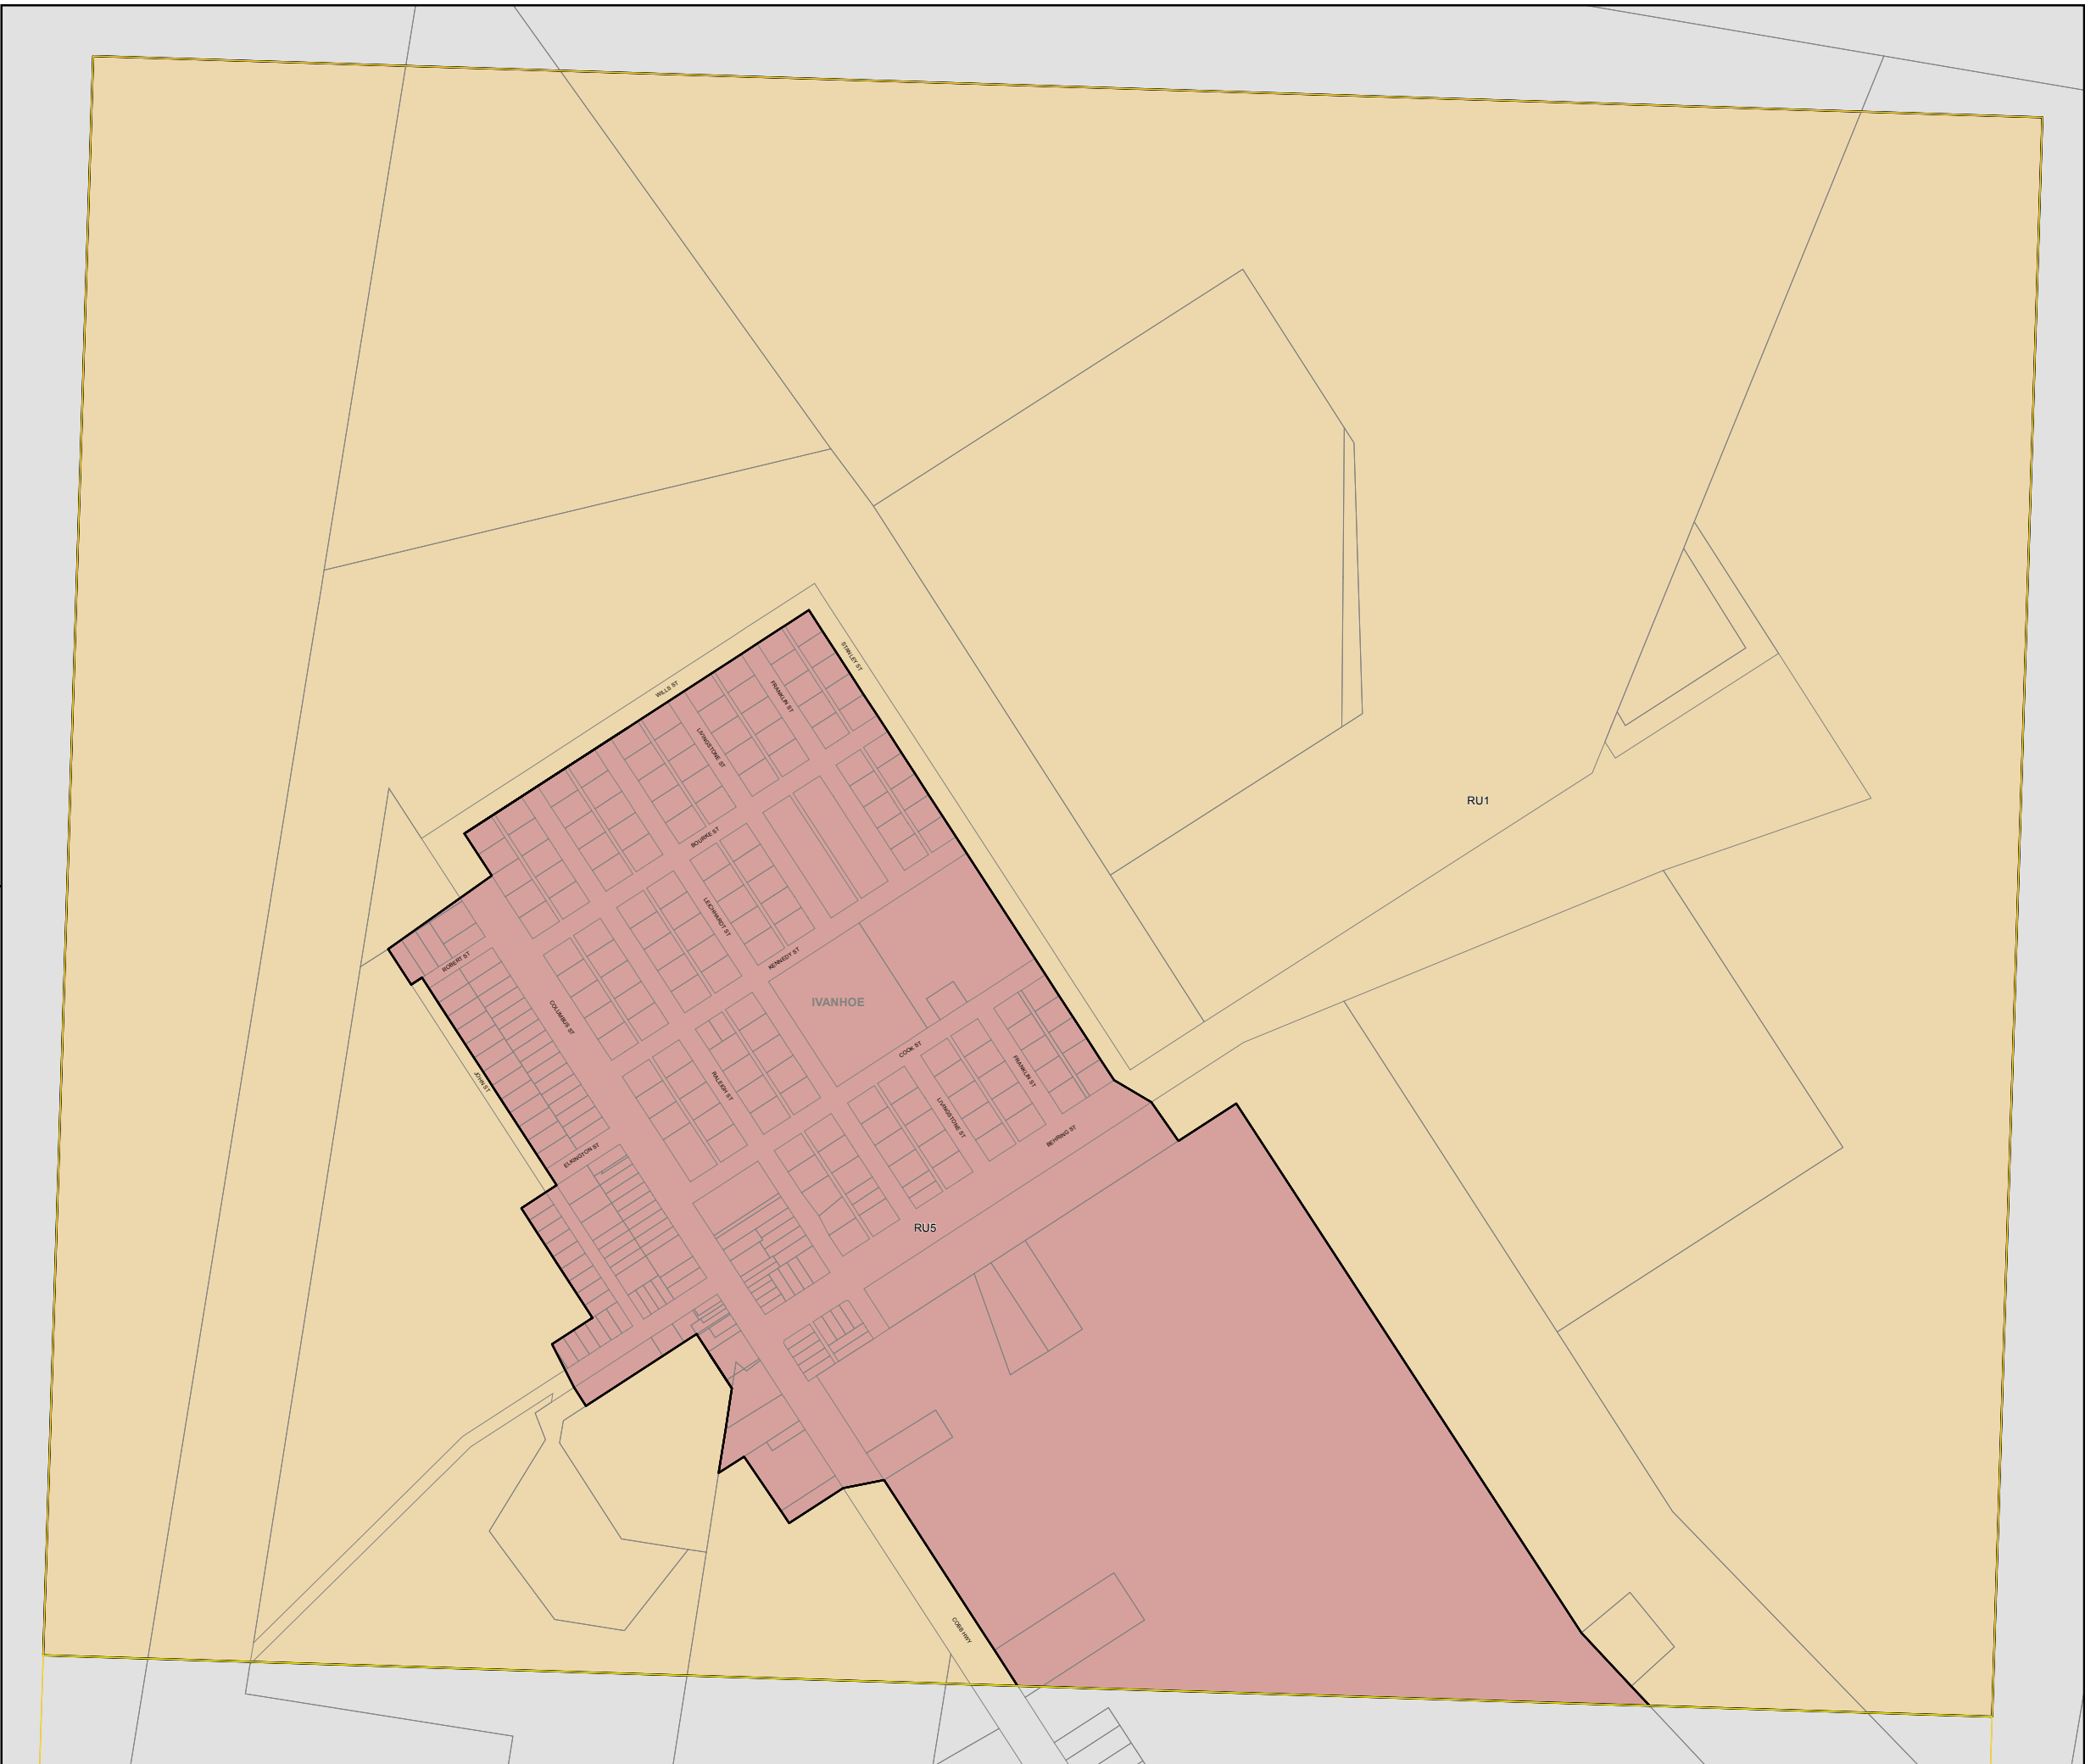 STANLEY ST
WILLS ST
FRANKLIN ST
LIVINGSTONE ST
RU1
BOURKE ST
LEICHHARDT ST
KENNEDY ST
ROBERT ST
IVANHOE
COLUMBUS ST
COOK ST
FRANKLIN ST
JOHN ST
RALEIGH ST
LIVINGSTONE ST
BEHRING ST
ELKINGTON ST
RU5
COBB HWY